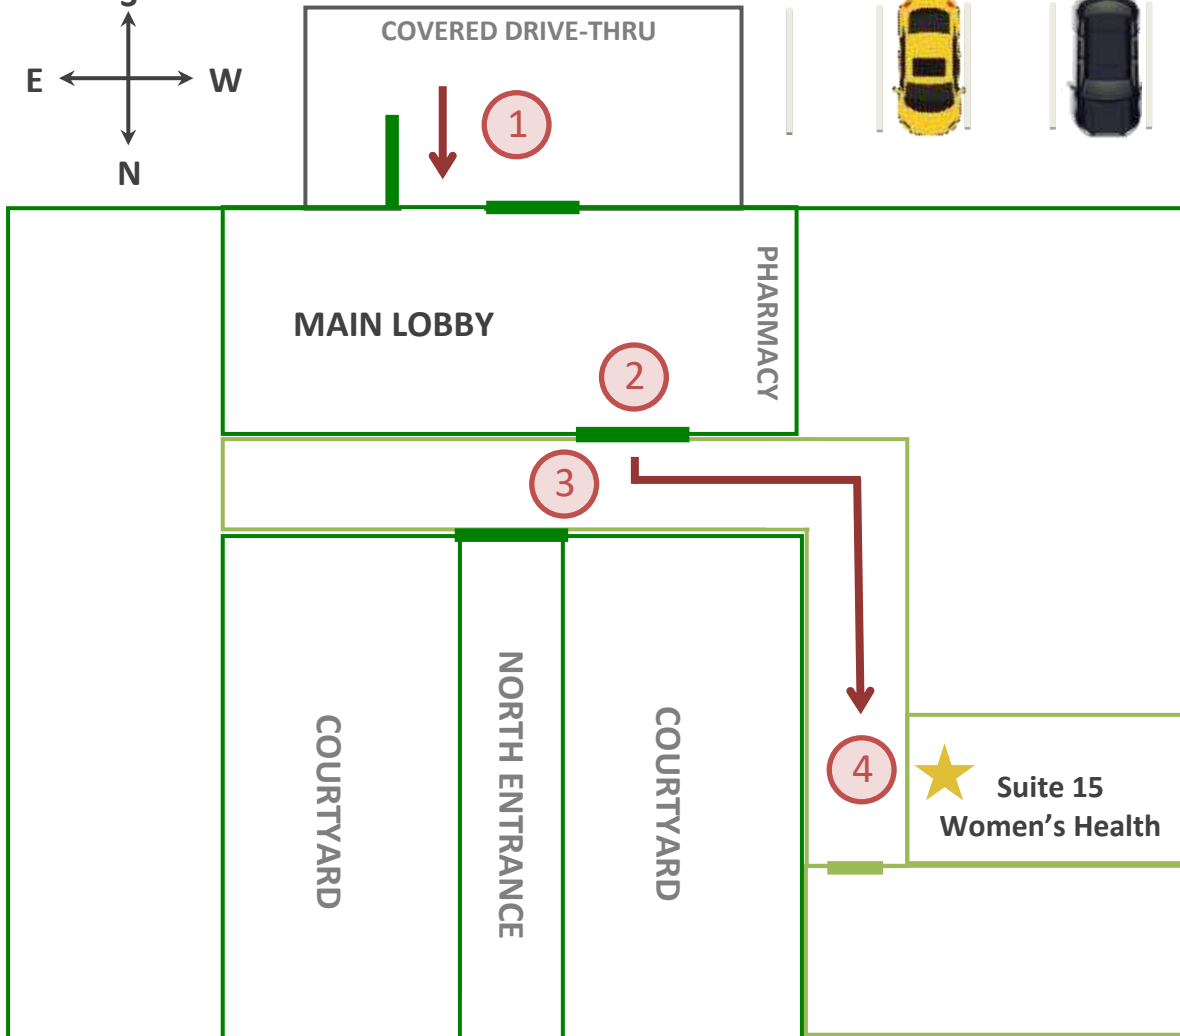 E
W
N
COVERED DRIVE-THRU
1
PHARMACY
MAIN LOBBY
2
3
NORTH ENTRANCE
COURTYARD
COURTYARD
4
Suite 15
Women’s Health